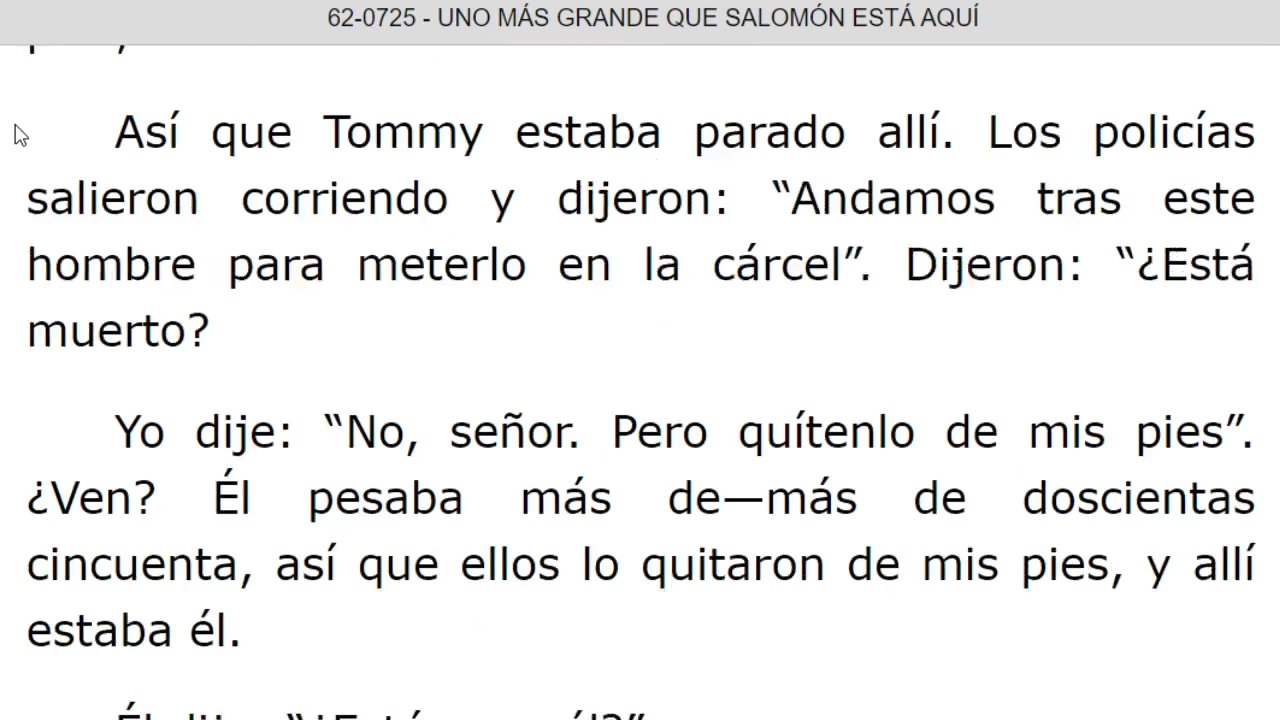 62-0725 - UNO MÁS GRANDE QUE SALOMÓN ESTÁ AQUÍ
Así que Tommy estaba parado allí. Los policías
salieron corriendo y dijeron: “Andamos tras este
hombre para meterlo en la cárcel”. Dijeron: “¿Está
muerto?
Yo dije: “No, señor. Pero quítenlo de mis pies”.
¿Ven? Él pesaba más de—más de doscientas
cincuenta, así que ellos lo quitaron de mis pies, y allí
estaba él.